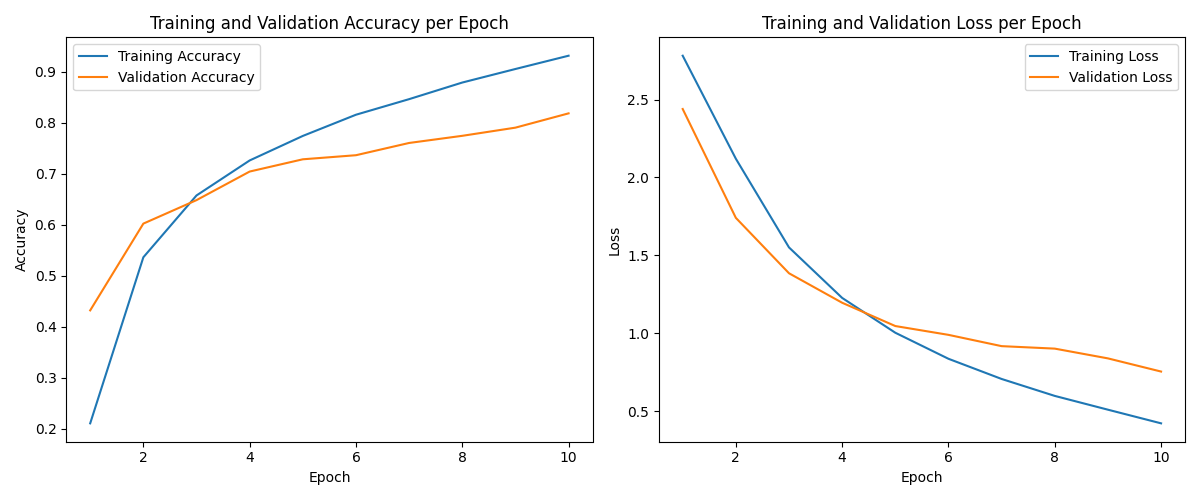 Training and Validation Accuracy per Epoch
Training Accuracy
Validation Accuracy
0.9
0.8
0.7
0.6
0.5
0.4
0.3
0.2
Accuracy
2 4 6 8 10
Epoch
Training and Validation Loss per Epoch
Training Loss
Validation Loss
2.5
2.0
1.5
1.0
0.5
Loss
2 4 6 8 10
Epoch